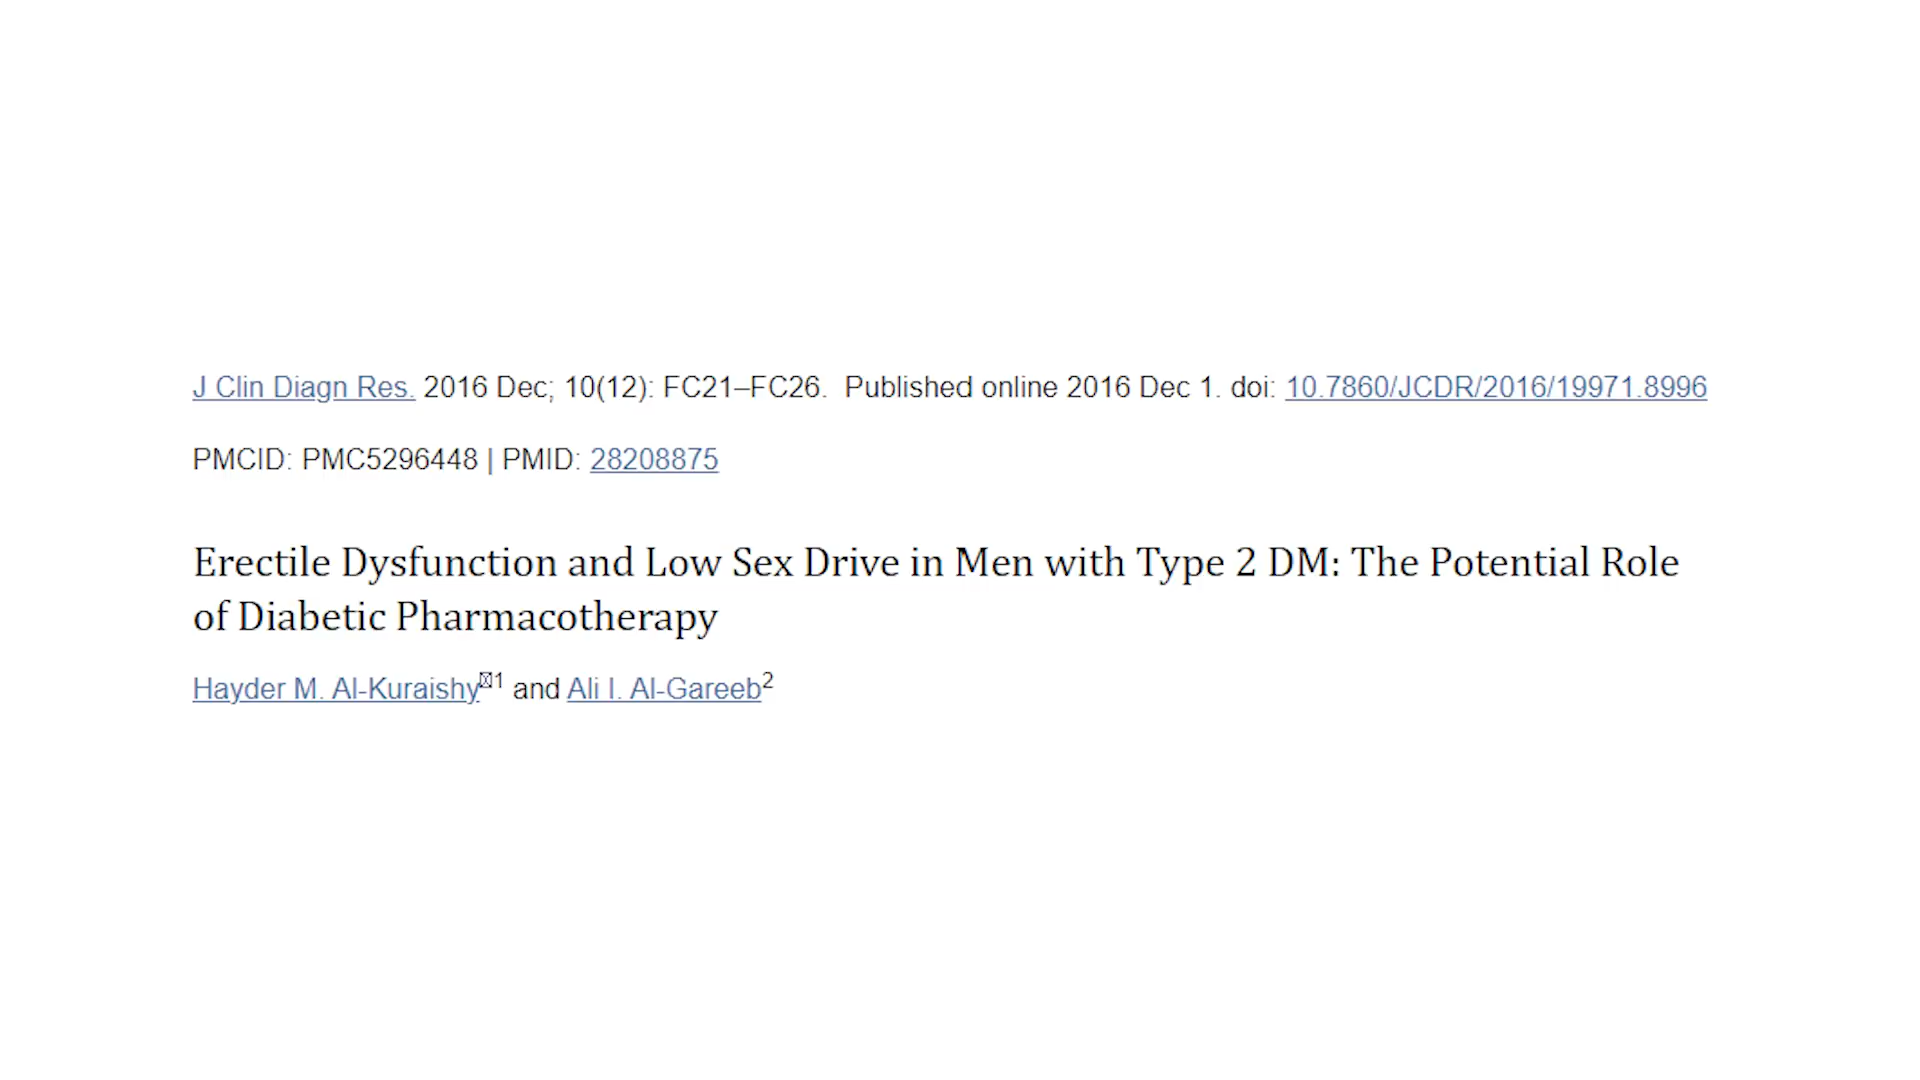 J Clin Diagn Res. 2016 Dec; 10(12): FC21–FC26. Published online 2016 Dec 1. doi: 10.7860/JCDR/2016/19971.8996
PMCID: PMC5296448 | PMID: 28208875
Erectile Dysfunction and Low Sex Drive in Men with Type 2 DM: The Potential Role
of Diabetic Pharmacotherapy
Hayder M. Al-Kuraishy1 and Ali I. Al-Gareeb2